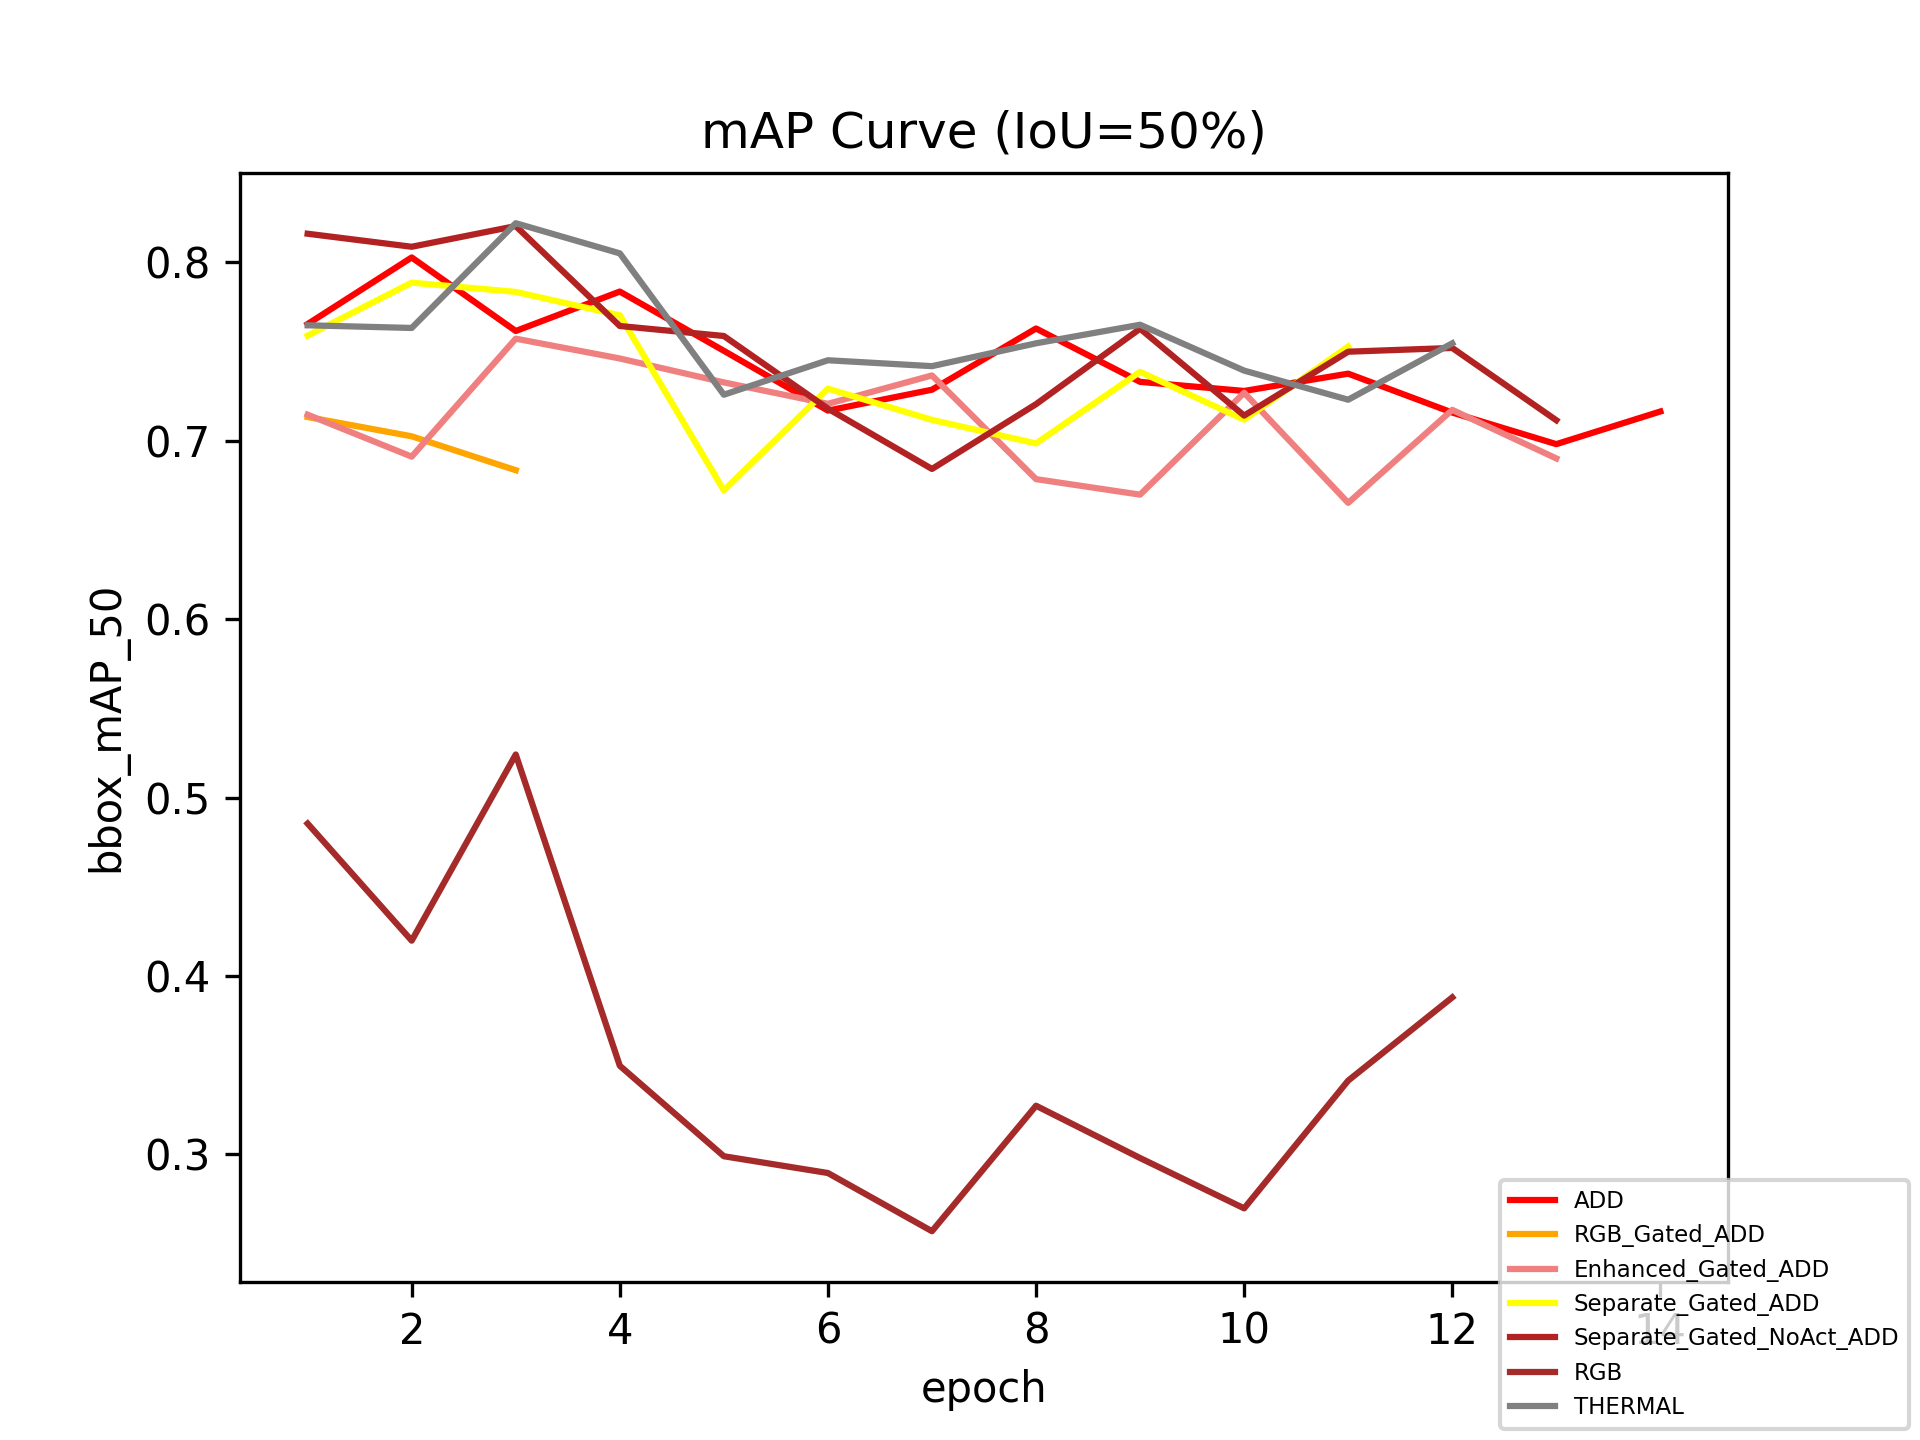 mAP Curve (IoU=50%)
bbox_mAP_50
0.8
0.7
0.6
0.5
0.4
0.3
2
4
6
8
10
12
14
epoch
ADD
RGB_Gated_ADD
Enhanced_Gated_ADD
Separate_Gated_ADD
Separate_Gated_NoAct_ADD
RGB
THERMAL